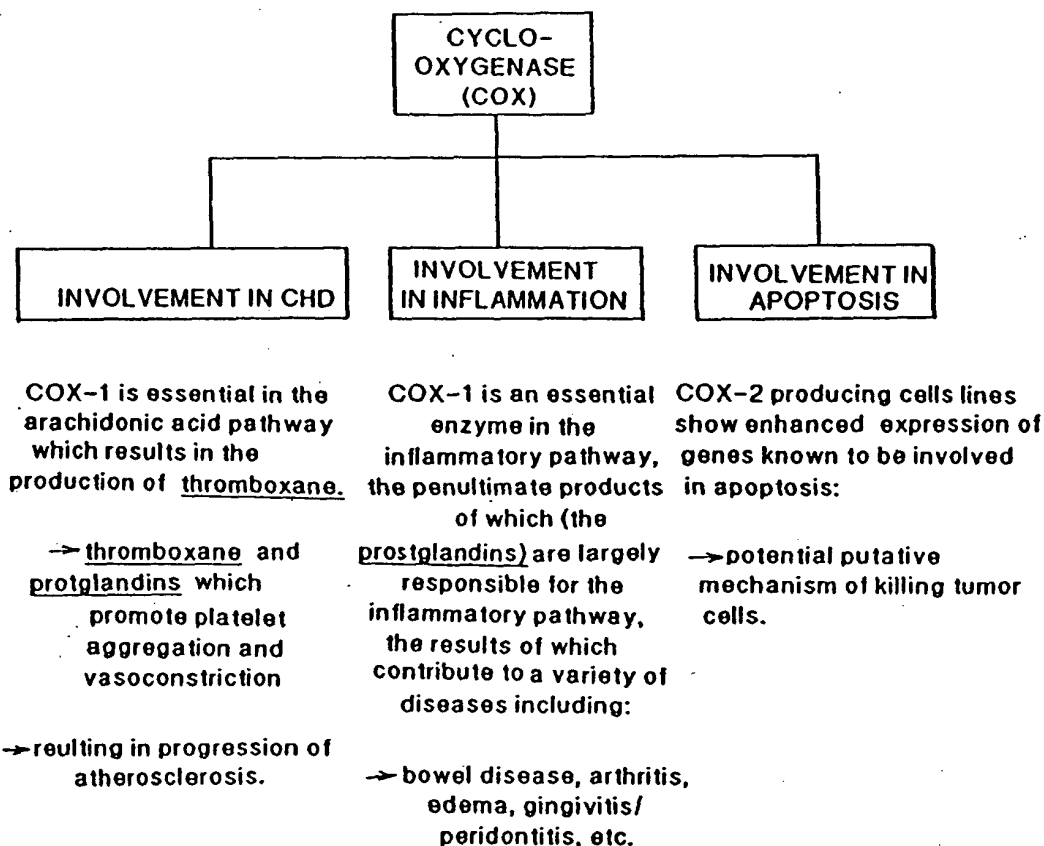 CYCLO-
OXYGENASE
(COX)
INVOLVEMENT IN CHD
INVOLVEMENT
IN INFLAMMATION
INVOLVEMENT IN
APOPTOSIS
COX-1 is essential in the
arachidonic acid pathway
which results in the
production of thromboxane.
→ thromboxane and
protglandins which
promote platelet
aggregation and
vasoconstriction
→ reulting in progression of
atherosclerosis.
COX-1 is an essential
enzyme in the
inflammatory pathway,
the penultimate products
of which (the
prostglandins) are largely
responsible for the
inflammatory pathway,
the results of which
contribute to a variety of
diseases including:
→ bowel disease, arthritis,
edema, gingivitis/
peridontitis, etc.
COX-2 producing cells lines
show enhanced expression of
genes known to be involved
in apoptosis:
→ potential putative
mechanism of killing tumor
cells.